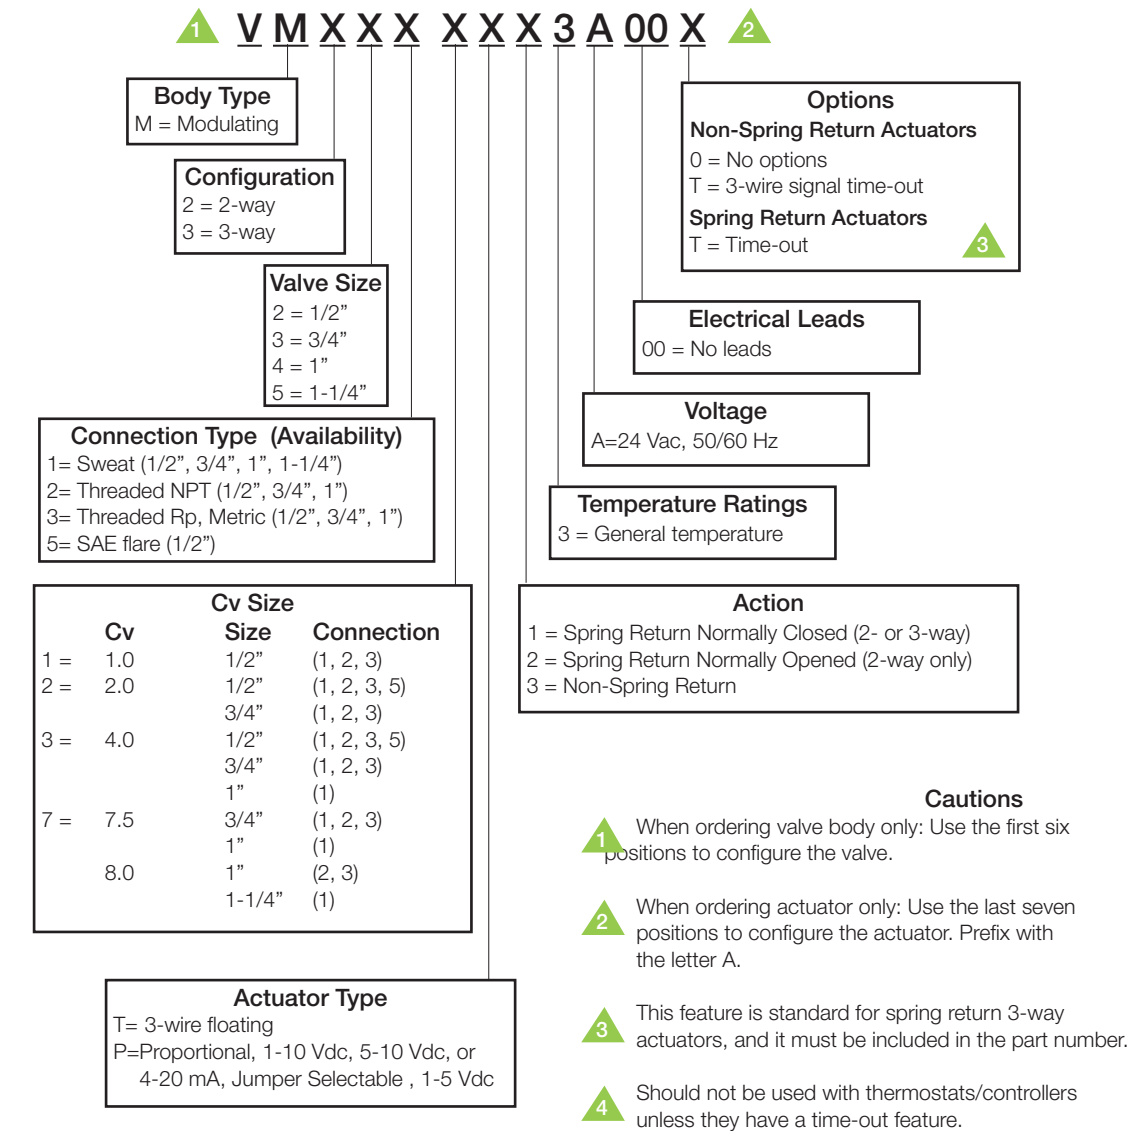 1 V M X X X X X X 3 A 00 X 2
Body Type
M = Modulating
Configuration
2 = 2-way
3 = 3-way
Valve Size
2 = 1/2”
3 = 3/4”
4 = 1”
5 = 1-1/4”
Connection Type (Availability)
1= Sweat (1/2”, 3/4”, 1”, 1-1/4”)
2= Threaded NPT (1/2”, 3/4”, 1”)
3= Threaded Rp, Metric (1/2”, 3/4”, 1”)
5= SAE flare (1/2”)
Cv Size
Cv Size Connection
1 = 1.0 1/2” (1, 2, 3)
2 = 2.0 1/2” (1, 2, 3, 5)
3/4” (1, 2, 3)
3 = 4.0 1/2” (1, 2, 3, 5)
3/4” (1, 2, 3)
1” (1)
7 = 7.5 3/4” (1, 2, 3)
1” (1)
8.0 1” (2, 3)
1-1/4” (1)
Actuator Type
T= 3-wire floating
P=Proportional, 1-10 Vdc, 5-10 Vdc, or
4-20 mA, Jumper Selectable , 1-5 Vdc
Options
Non-Spring Return Actuators
0 = No options
T = 3-wire signal time-out
Spring Return Actuators
T = Time-out 3
Electrical Leads
00 = No leads
Voltage
A=24 Vac, 50/60 Hz
Temperature Ratings
3 = General temperature
Action
1 = Spring Return Normally Closed (2- or 3-way)
2 = Spring Return Normally Opened (2-way only)
3 = Non-Spring Return
Cautions
1 When ordering valve body only: Use the first six
positions to configure the valve.
2 When ordering actuator only: Use the last seven
positions to configure the actuator. Prefix with
the letter A.
3 This feature is standard for spring return 3-way
actuators, and it must be included in the part number.
4 Should not be used with thermostats/controllers
unless they have a time-out feature.